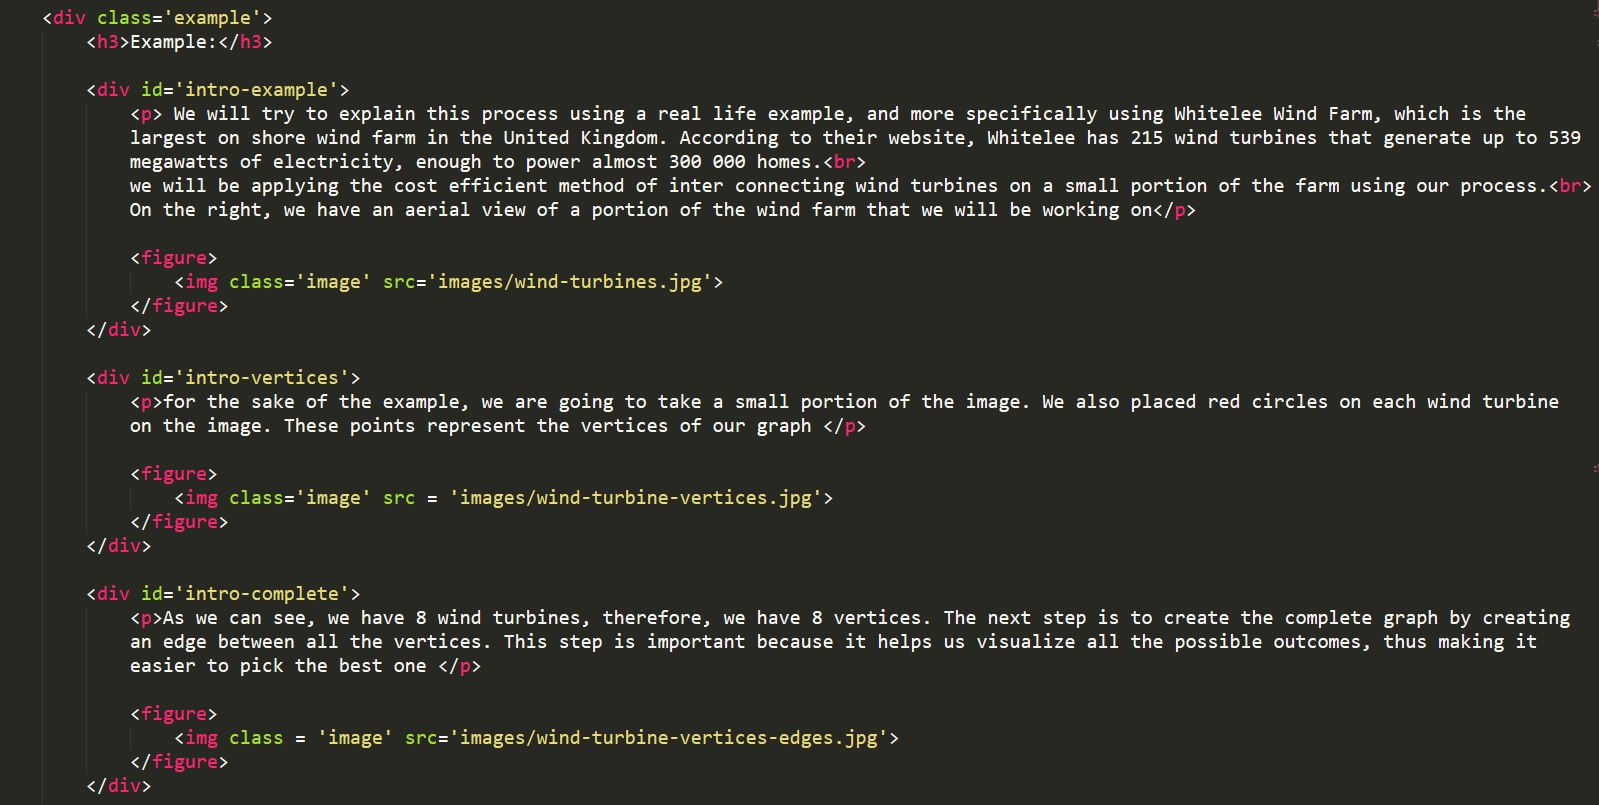 <div class='example'>
<h3>Example:</h3>
<div id='intro-example'>
<p> We will try to explain this process using a real life example, and more specifically using Whitelee Wind Farm, which is the
largest on shore wind farm in the United Kingdom. According to their website, Whitelee has 215 wind turbines that generate up to 539
megawatts of electricity, enough to power almost 300 000 homes.<br>
we will be applying the cost efficient method of inter connecting wind turbines on a small portion of the farm using our process.<br>
On the right, we have an aerial view of a portion of the wind farm that we will be working on</p>
<figure>
<img class='image' src='images/wind-turbines.jpg'>
</figure>
</div>
<div id='intro-vertices'>
<p>for the sake of the example, we are going to take a small portion of the image. We also placed red circles on each wind turbine
on the image. These points represent the vertices of our graph </p>
<figure>
<img class='image' src = 'images/wind-turbine-vertices.jpg'>
</figure>
</div>
<div id='intro-complete'>
<p>As we can see, we have 8 wind turbines, therefore, we have 8 vertices. The next step is to create the complete graph by creating
an edge between all the vertices. This step is important because it helps us visualize all the possible outcomes, thus making it
easier to pick the best one </p>
<figure>
<img class = 'image' src='images/wind-turbine-vertices-edges.jpg'>
</figure>
</div>